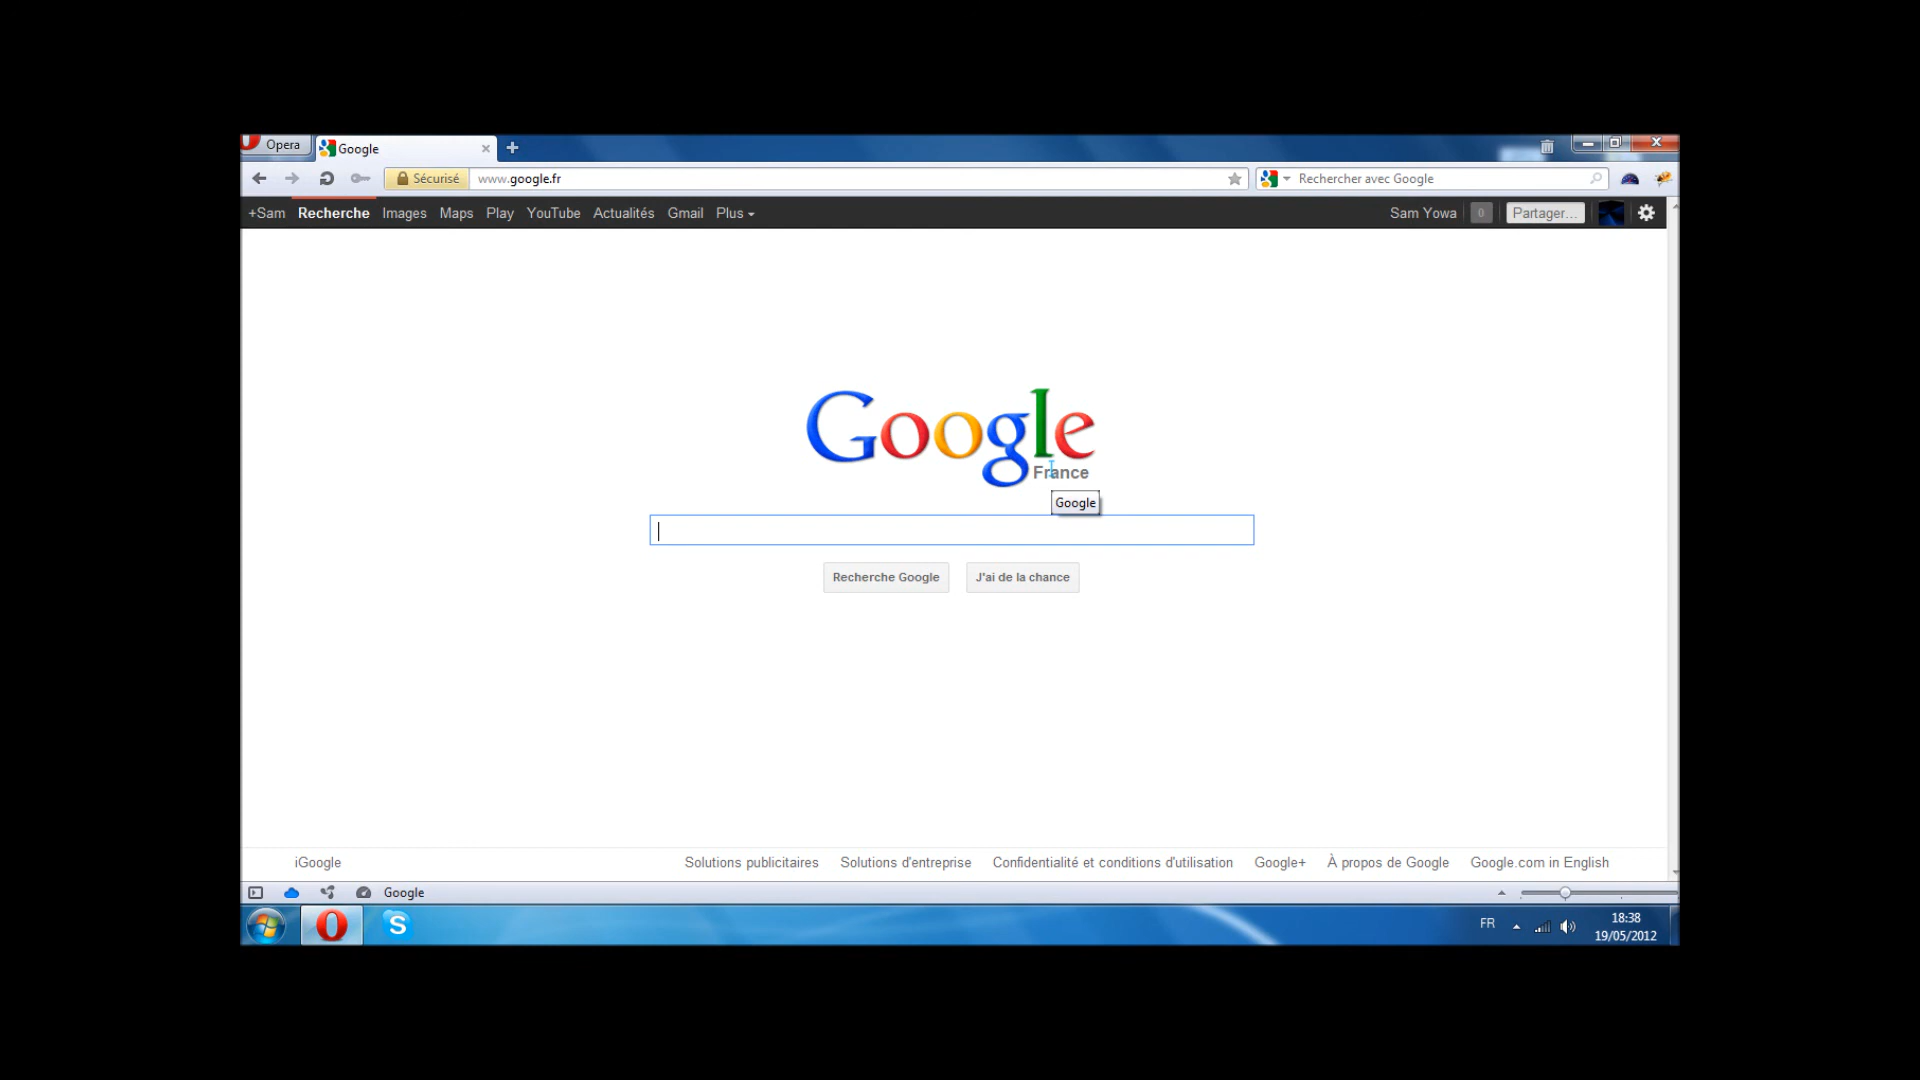 Opera
Google
Sécurisé www.google.fr
Rechercher avec Google
+Sam Recherche Images Maps Play YouTube Actualités Gmail Plus
Sam Yowa 0 Partager...
Google
France
Google
Recherche Google
J'ai de la chance
iGoogle
Solutions publicitaires Solutions d'entreprise Confidentialité et conditions d'utilisation Google+ À propos de Google Google.com in English
Google
FR
18:38
19/05/2012